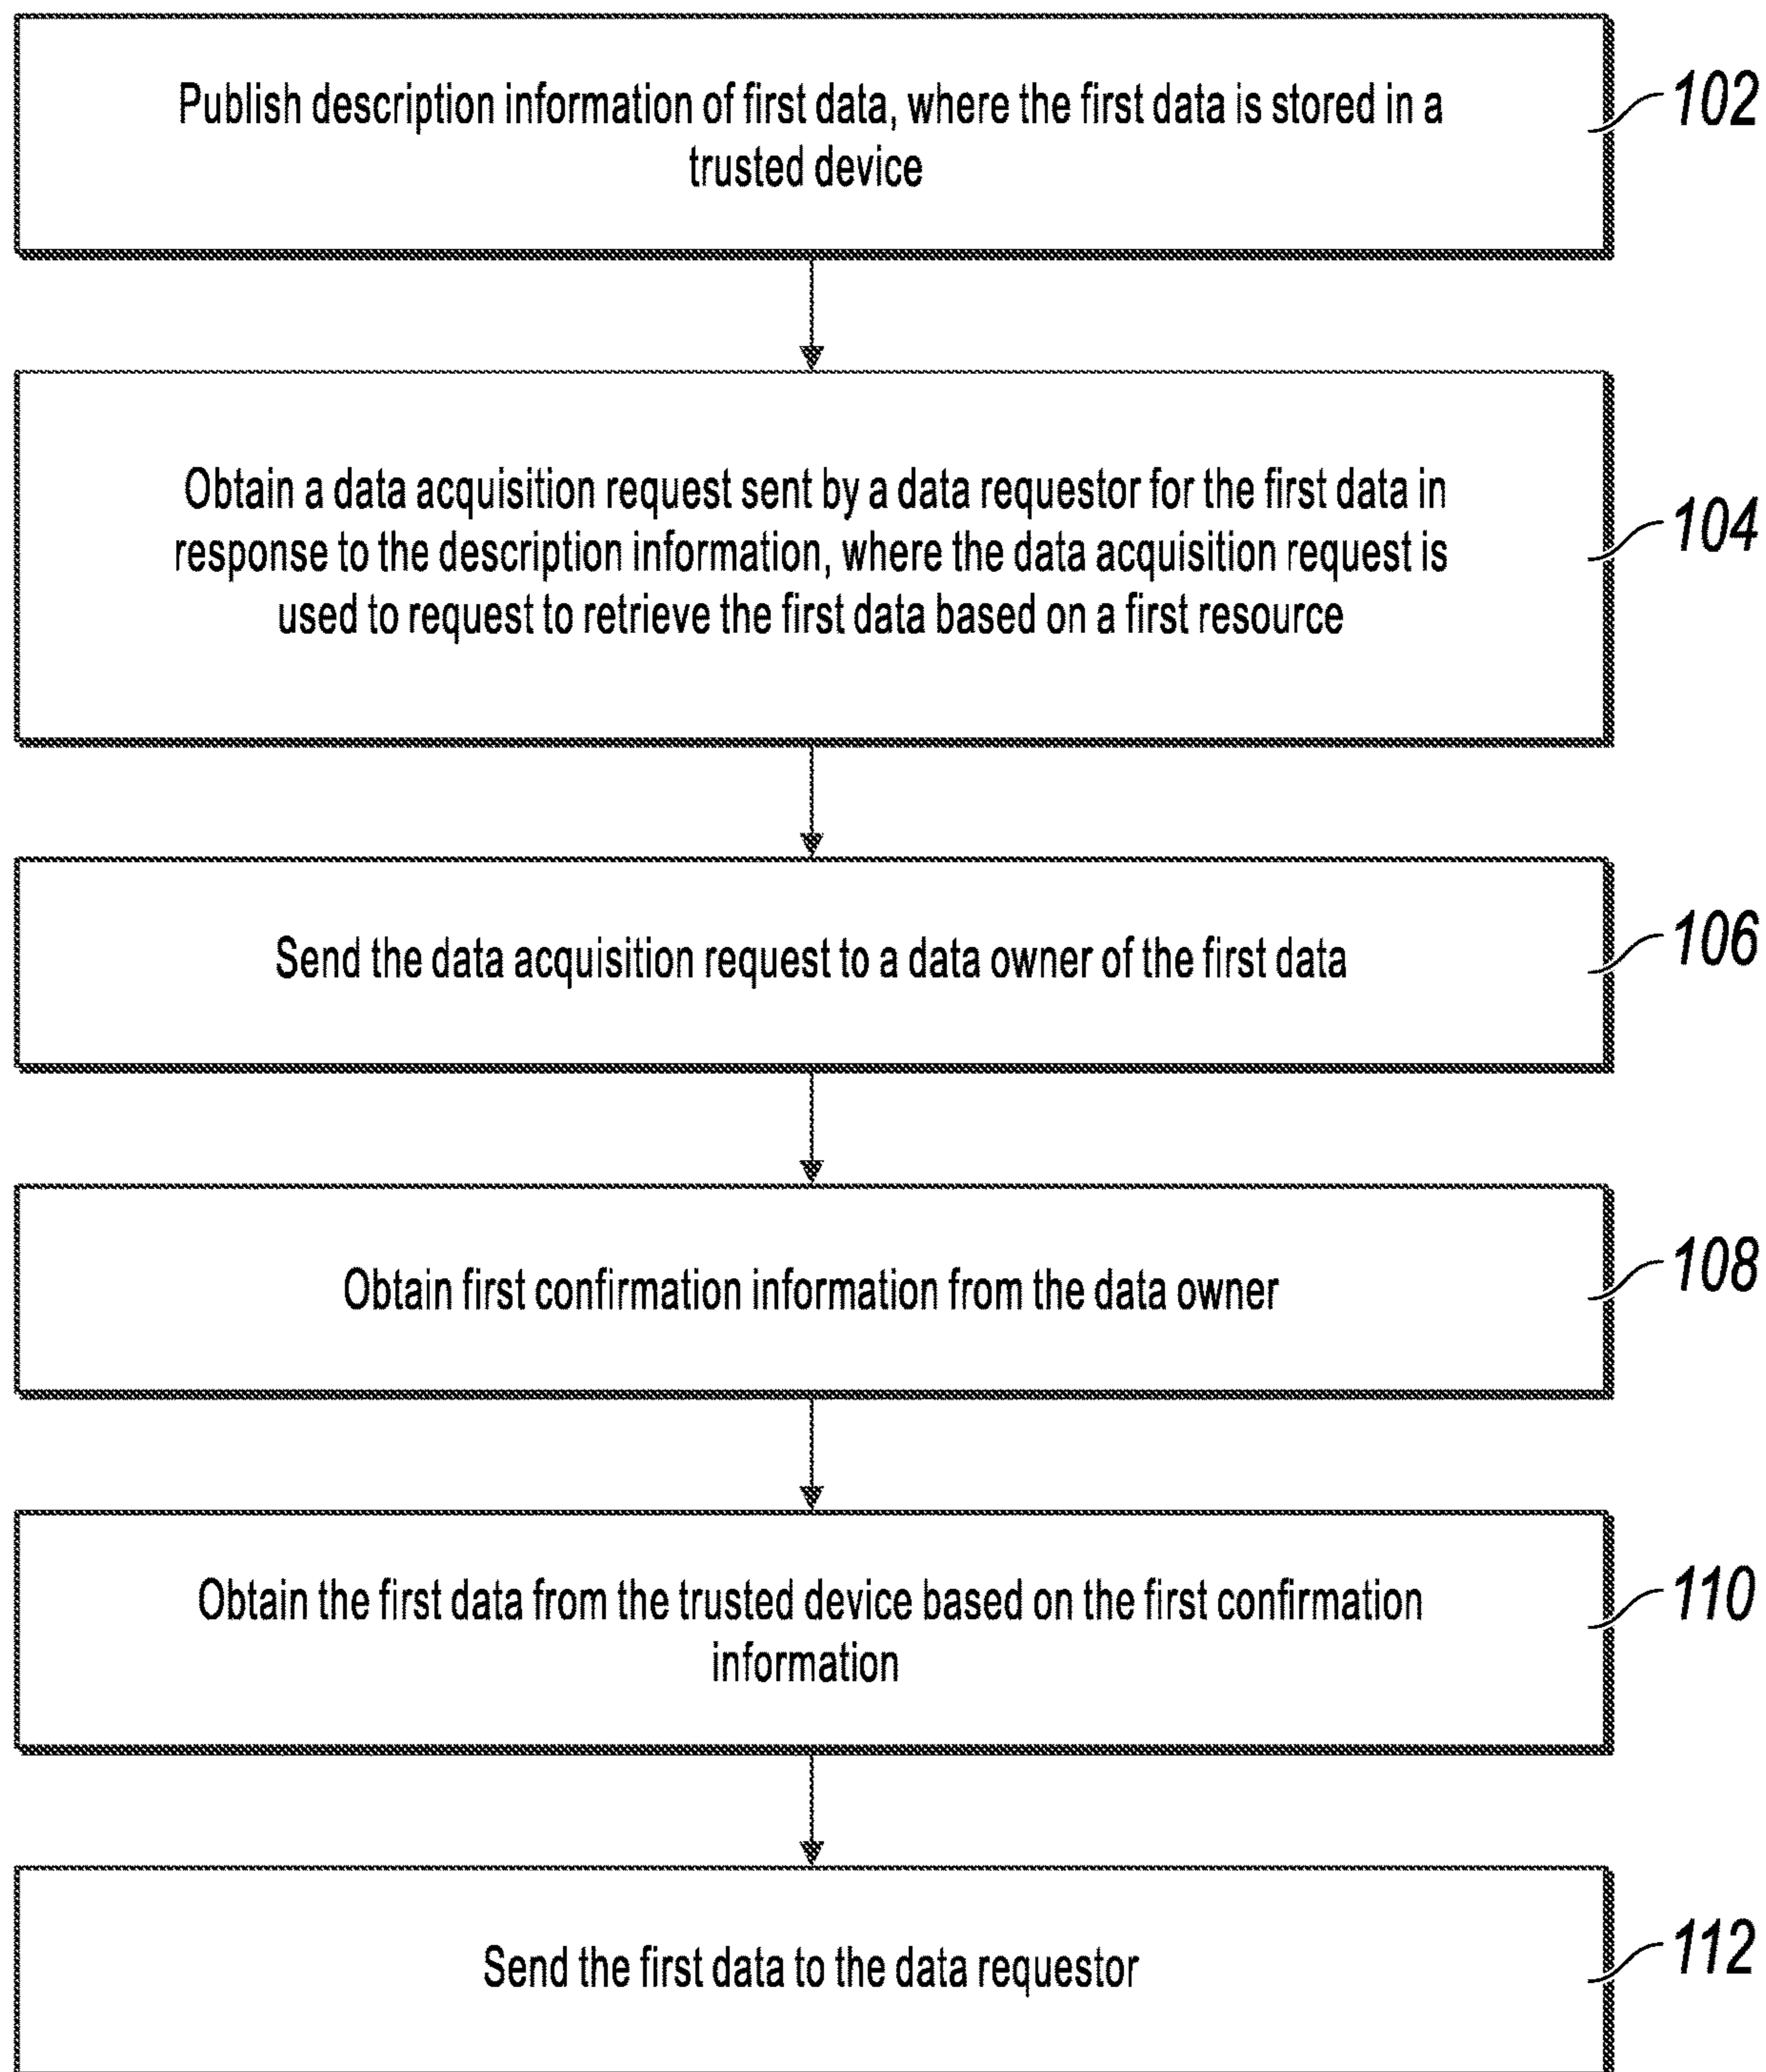 Publish description information of first data, where the first data is stored in a
trusted device
102
Obtain a data acquisition request sent by a data requestor for the first data in
response to the description information, where the data acquisition request is
used to request to retrieve the first data based on a first resource
104
Send the data acquisition request to a data owner of the first data
106
Obtain first confirmation information from the data owner
108
Obtain the first data from the trusted device based on the first confirmation
information
110
Send the first data to the data requestor
112